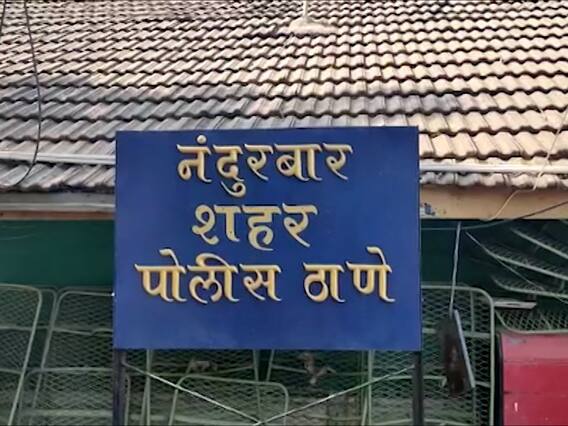 नंदुरबार
शहर
पोलीस ठाणे